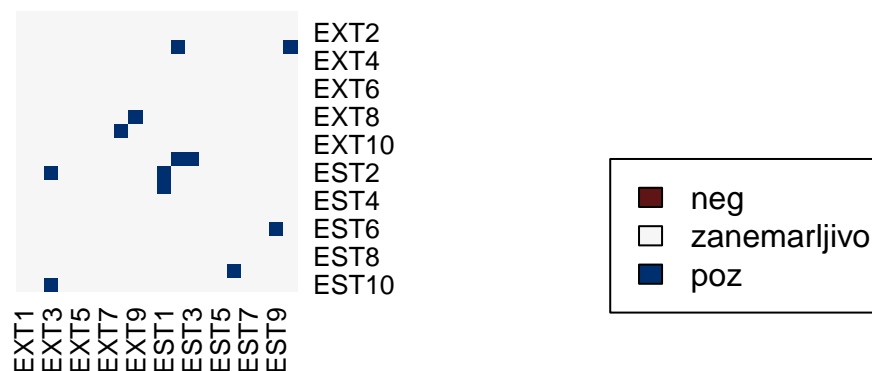 EXT2
EXT4
EXT6
EXT8
EXT10
EST2
EST4
EST6
EST8
EST10
EXT1
EXT3
EXT5
EXT7
EXT9
EST1
EST3
EST5
EST7
EST9
neg
zanemarljivo
poz